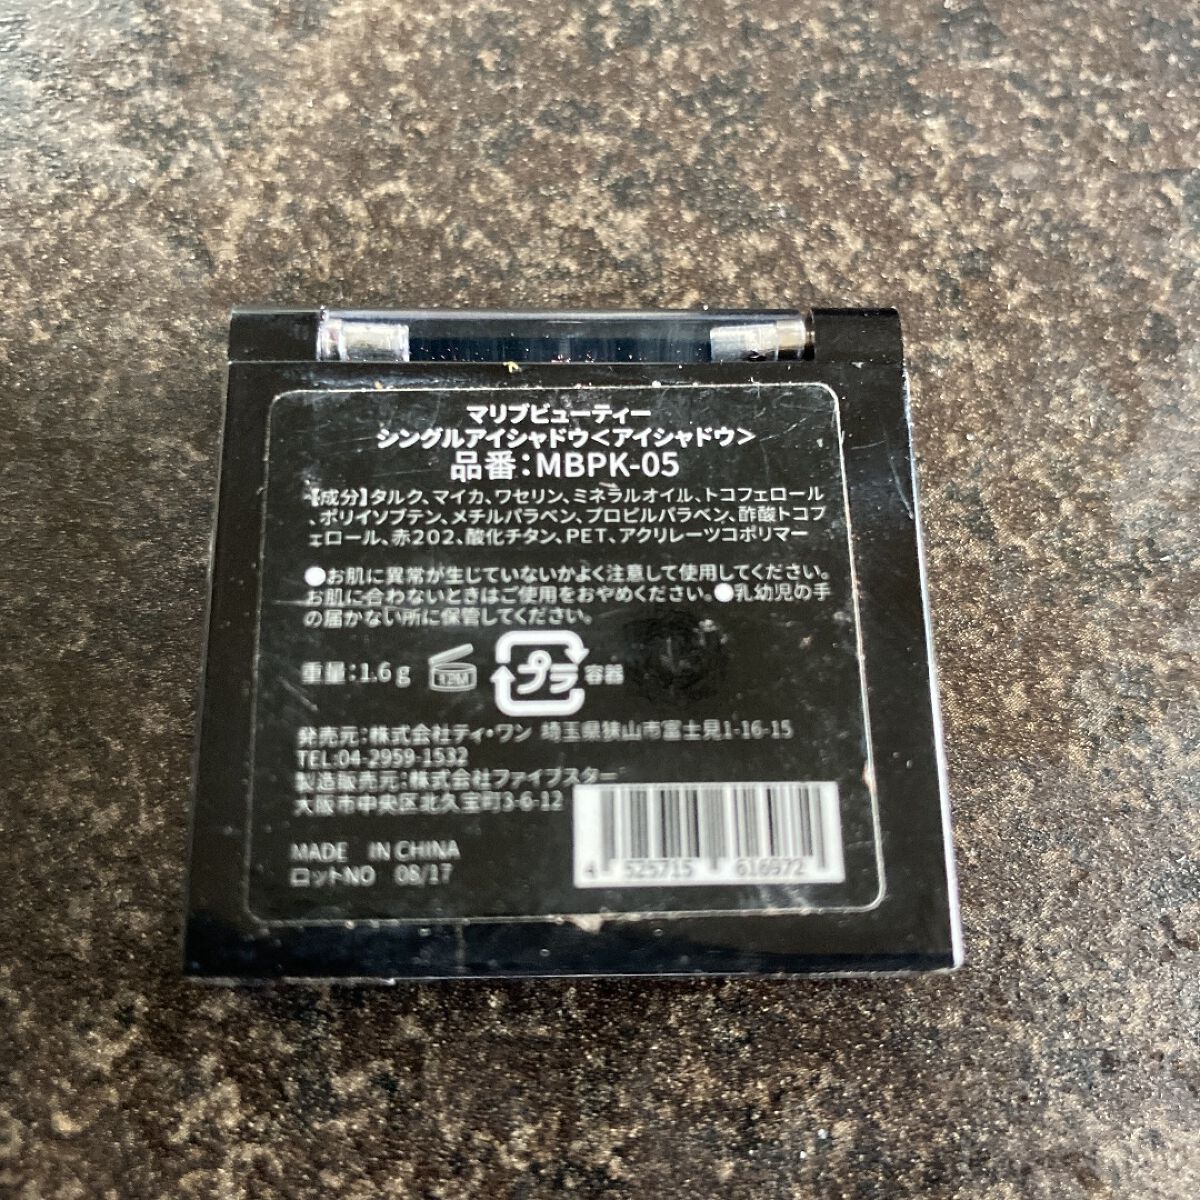 マリブビューティー
シングルアイシャドウ<アイシャドウ>
品番:MBPK-05
【成分】タルク、マイカ、ワセリン、ミネラルオイル、トコフェロール
、ポリイソブテン、メチルパラベン、プロピルパラベン、酢酸トコフ
ェロール、赤202、酸化チタン、PET、アクリレーツコポリマー
●お肌に異常が生じていないかよく注意して使用してください。
お肌に合わないときはご使用をおやめください。●乳幼児の手
の届かない所に保管してください。
重量:1.6g 12M プラ 容器
発売元:株式会社ティ・ワン 埼玉県狭山市富士見1-16-15
TEL:04-2959-1532
製造販売元:株式会社ファイブスター
大阪市中央区北久宝町3-6-12
MADE IN CHINA
ロットNO 08/17
4 525715 616972